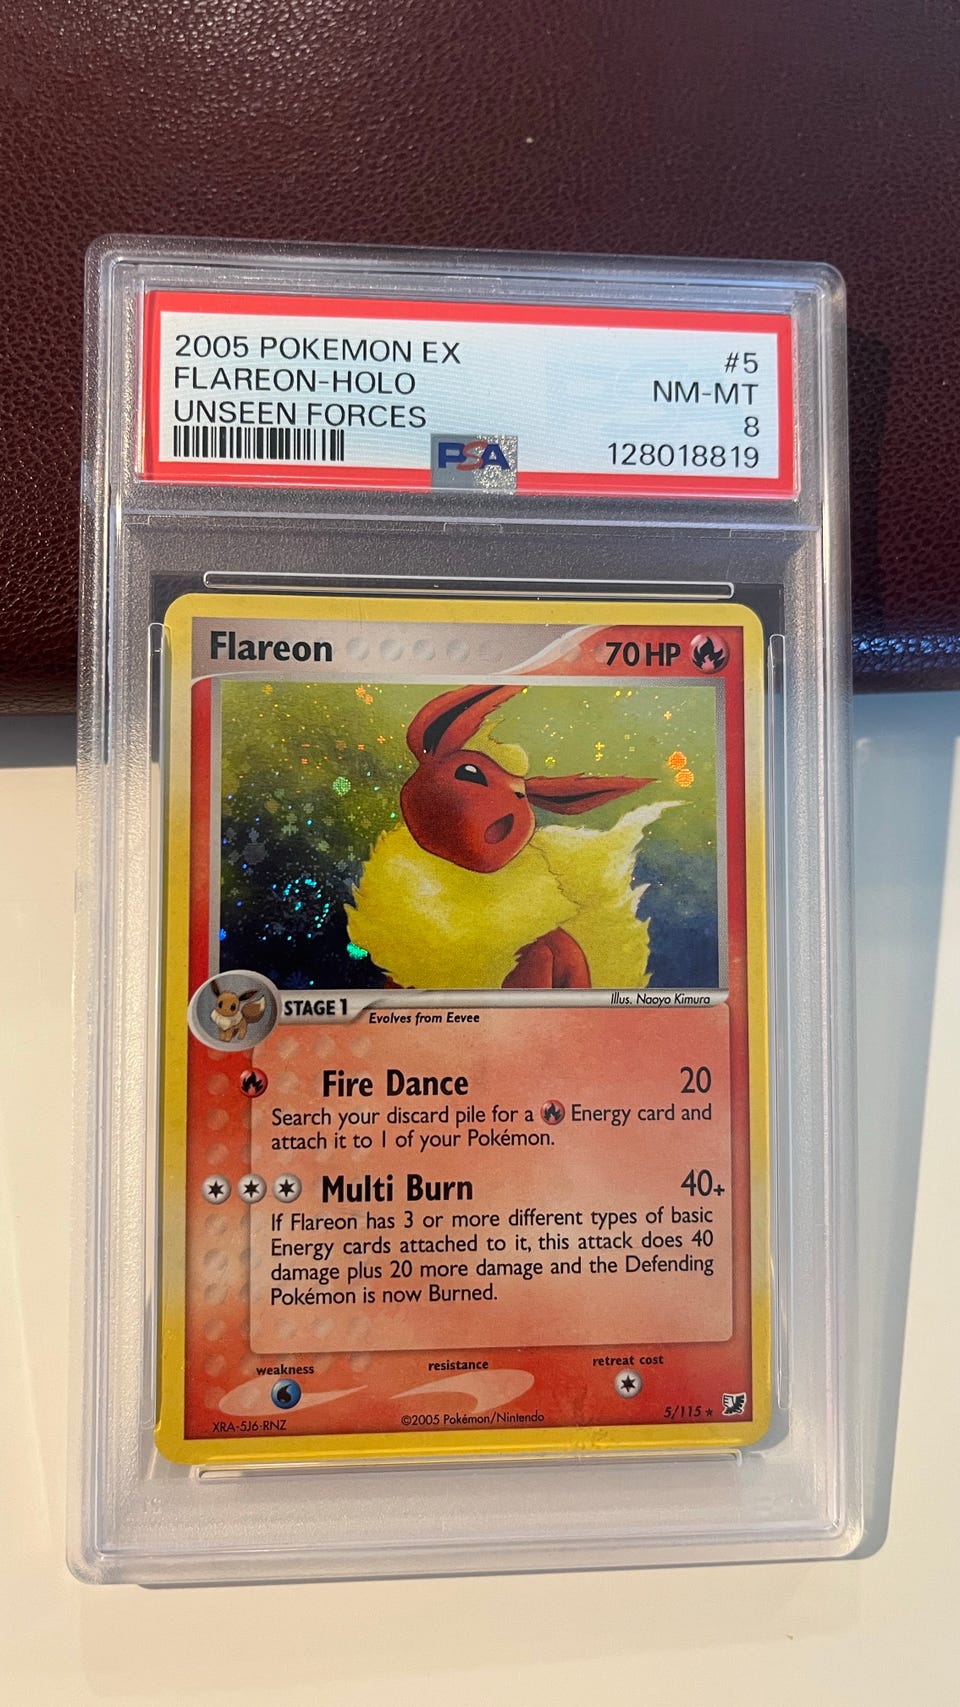 2005 POKEMON EX
#5
FLAREON-HOLO
NM-MT
UNSEEN FORCES
8
PSA
128018819
Flareon
70 HP
STAGE 1
Illus. Naoyo Kimura
Evolves from Eevee
Fire Dance 20
Search your discard pile for a Energy card and
attach it to 1 of your Pokémon.
Multi Burn 40+
If Flareon has 3 or more different types of basic
Energy cards attached to it, this attack does 40
damage plus 20 more damage and the Defending
Pokémon is now Burned.
weakness
resistance
retreat cost
XRA-5J6-RNZ
©2005 Pokémon/Nintendo
5/115 ★